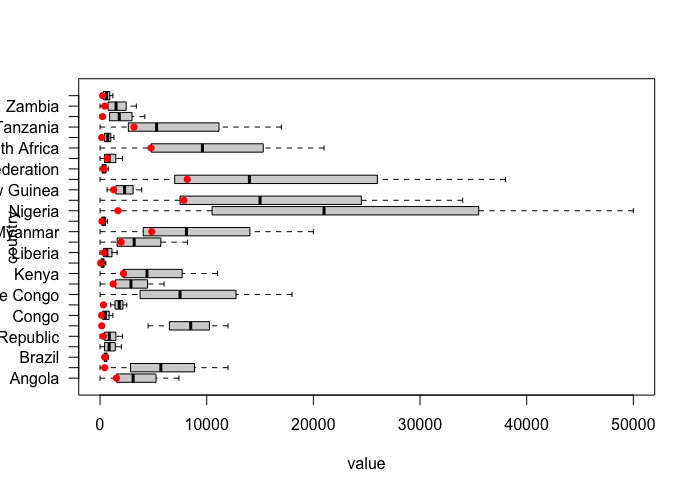 Zambia
Tanzania
th Africa
ederation
w Guinea
Nigeria
Myanmar
Liberia
Kenya
e Congo
Congo
Republic
Brazil
Angola
country
0
10000
20000
30000
40000
50000
value